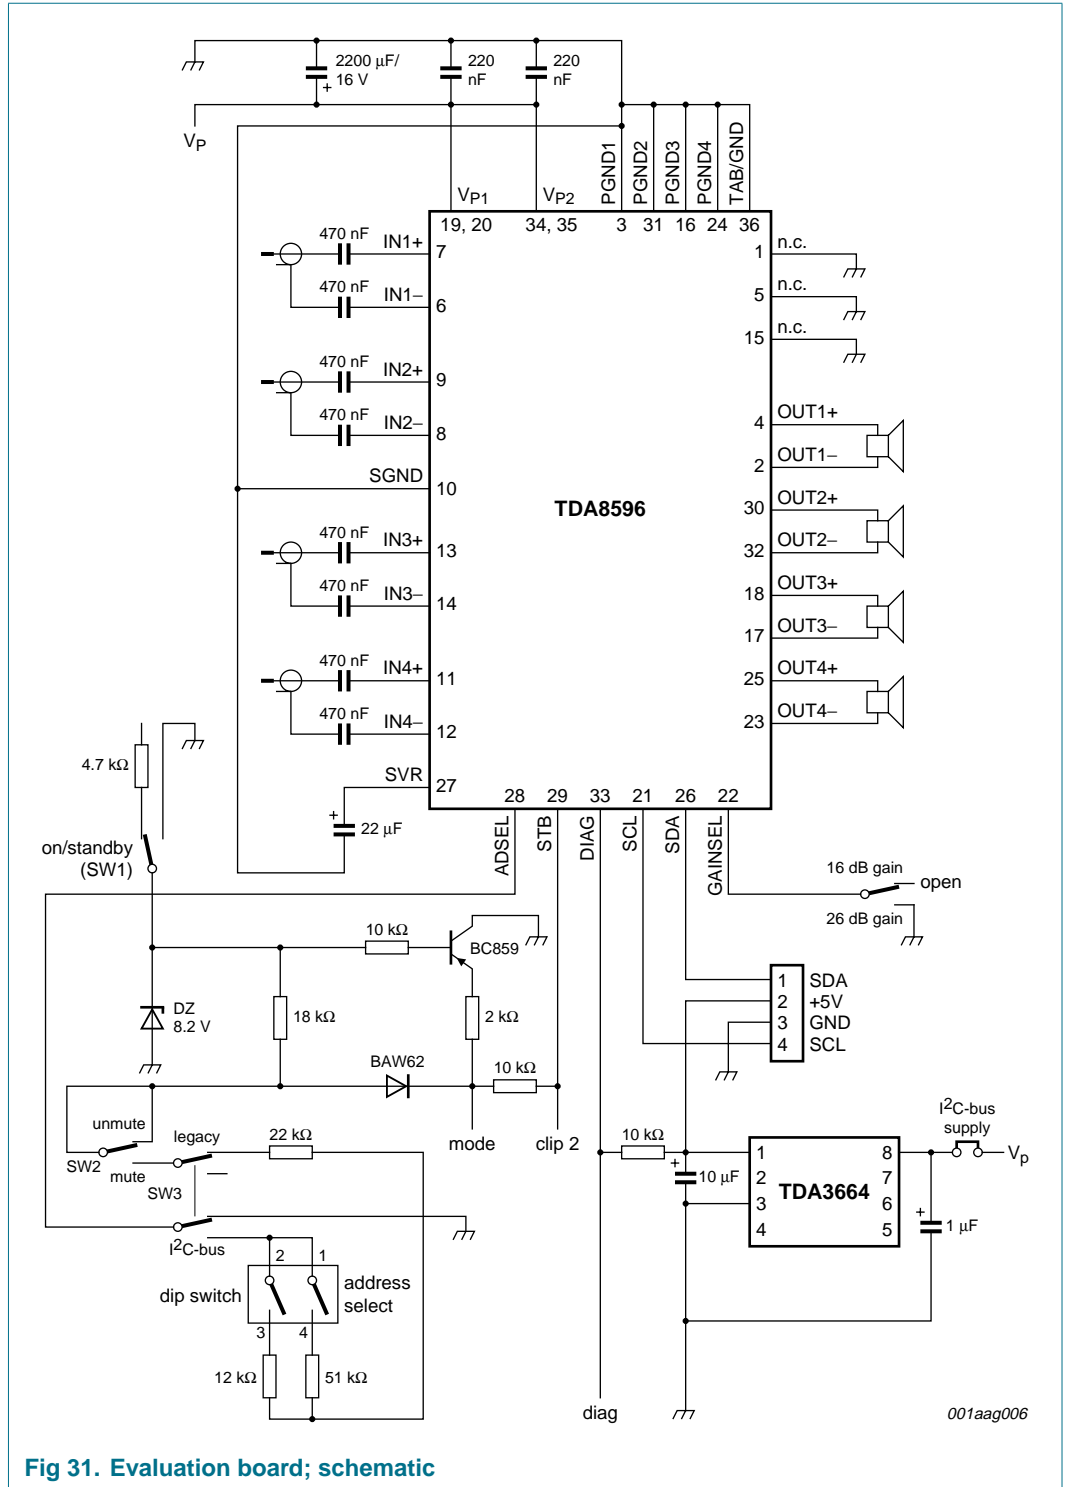 2200 μF/
16 V
220
nF
220
nF
VP
VP1
VP2
PGND1
PGND2
PGND3
PGND4
TAB/GND
19, 20
34, 35
3
31
16
24
36
470 nF
IN1+
7
470 nF
IN1−
6
470 nF
IN2+
9
470 nF
IN2−
8
SGND
10
470 nF
IN3+
13
470 nF
IN3−
14
470 nF
IN4+
11
470 nF
IN4−
12
SVR
27
22 μF
+
+
TDA8596
1
n.c.
5
n.c.
15
n.c.
4
OUT1+
2
OUT1−
30
OUT2+
32
OUT2−
18
OUT3+
17
OUT3−
25
OUT4+
23
OUT4−
28
29
33
21
26
22
ADSEL
STB
DIAG
SCL
SDA
GAINSEL
4.7 kΩ
on/standby
(SW1)
16 dB gain
open
26 dB gain
10 kΩ
BC859
DZ
8.2 V
18 kΩ
2 kΩ
BAW62
10 kΩ
mode
clip 2
1
SDA
2
+5V
3
GND
4
SCL
unmute
SW2
mute
legacy
SW3
22 kΩ
I2C-bus
2
1
dip switch
address
select
3
4
12 kΩ
51 kΩ
10 kΩ
+
10 μF
I2C-bus
supply
Vp
1
8
2
7
3
6
4
5
TDA3664
+
1 μF
diag
001aag006
Fig 31. Evaluation board; schematic